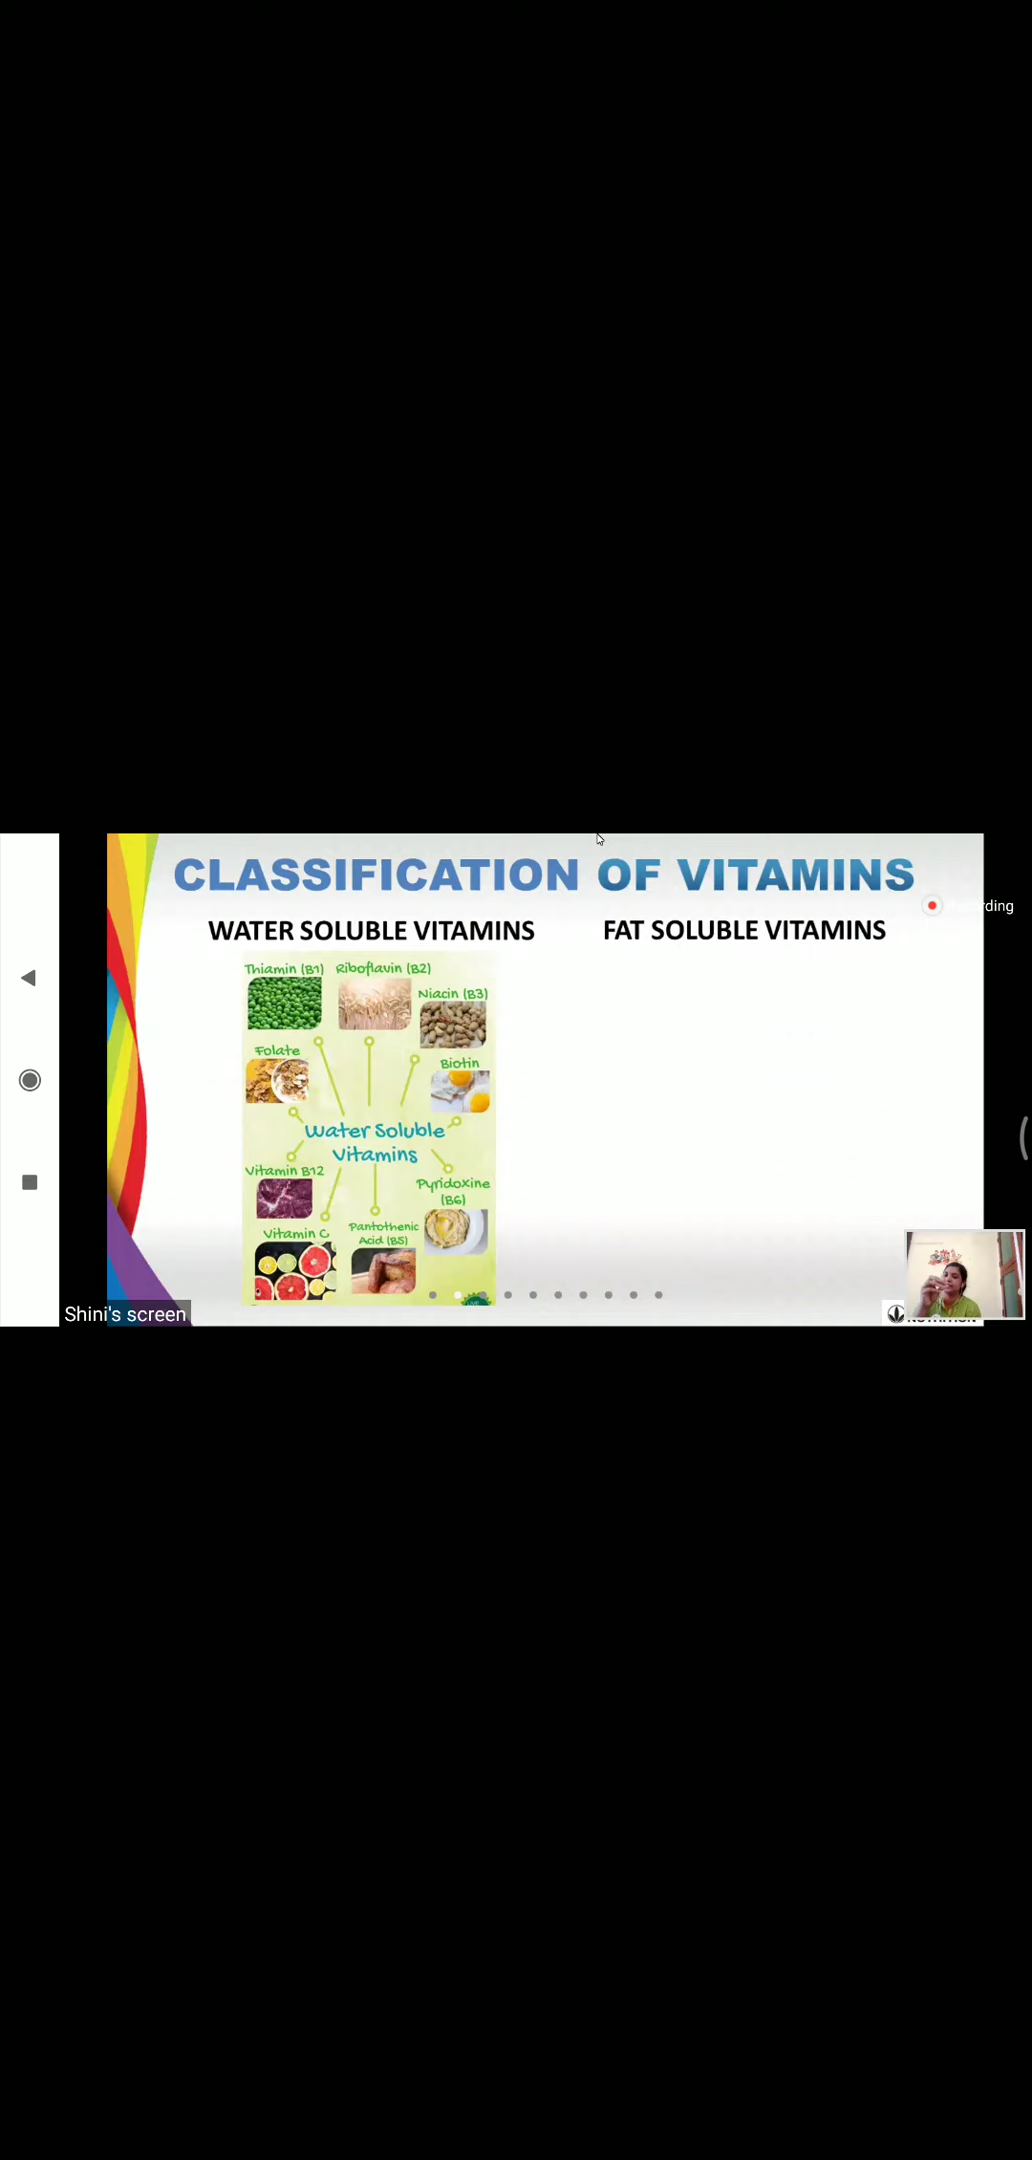 CLASSIFICATION OF VITAMINS
WATER SOLUBLE VITAMINS
FAT SOLUBLE VITAMINS
Thiamin (B1)
Riboflavin (B2)
Niacin (B3)
Folate
Biotin
Water Soluble
Vitamins
Vitamin B12
Pyridoxine
(B6)
Vitamin C
Pantothenic
Acid (B5)
Shini's screen